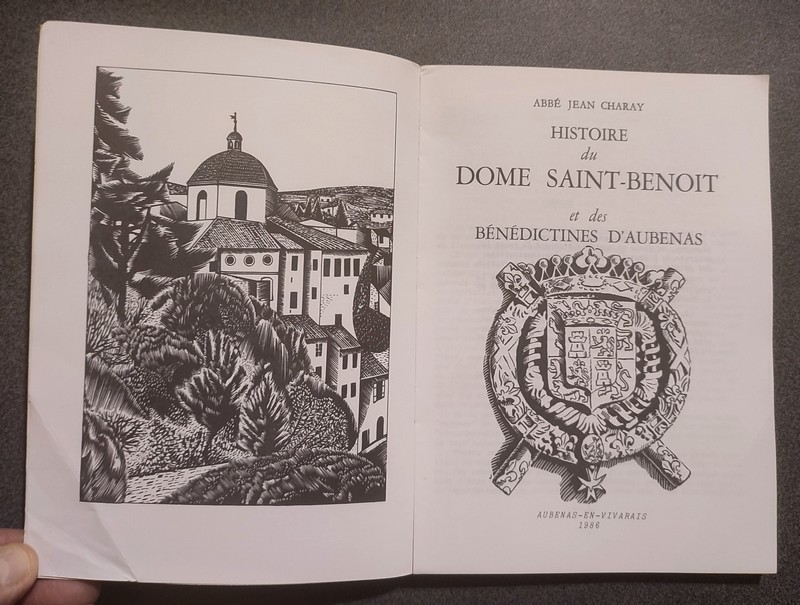 ABBÉ JEAN CHARAY
HISTOIRE
du
DOME SAINT-BENOIT
et des
BÉNÉDICTINES D'AUBENAS
AUBENAS-EN-VIVARAIS
1986